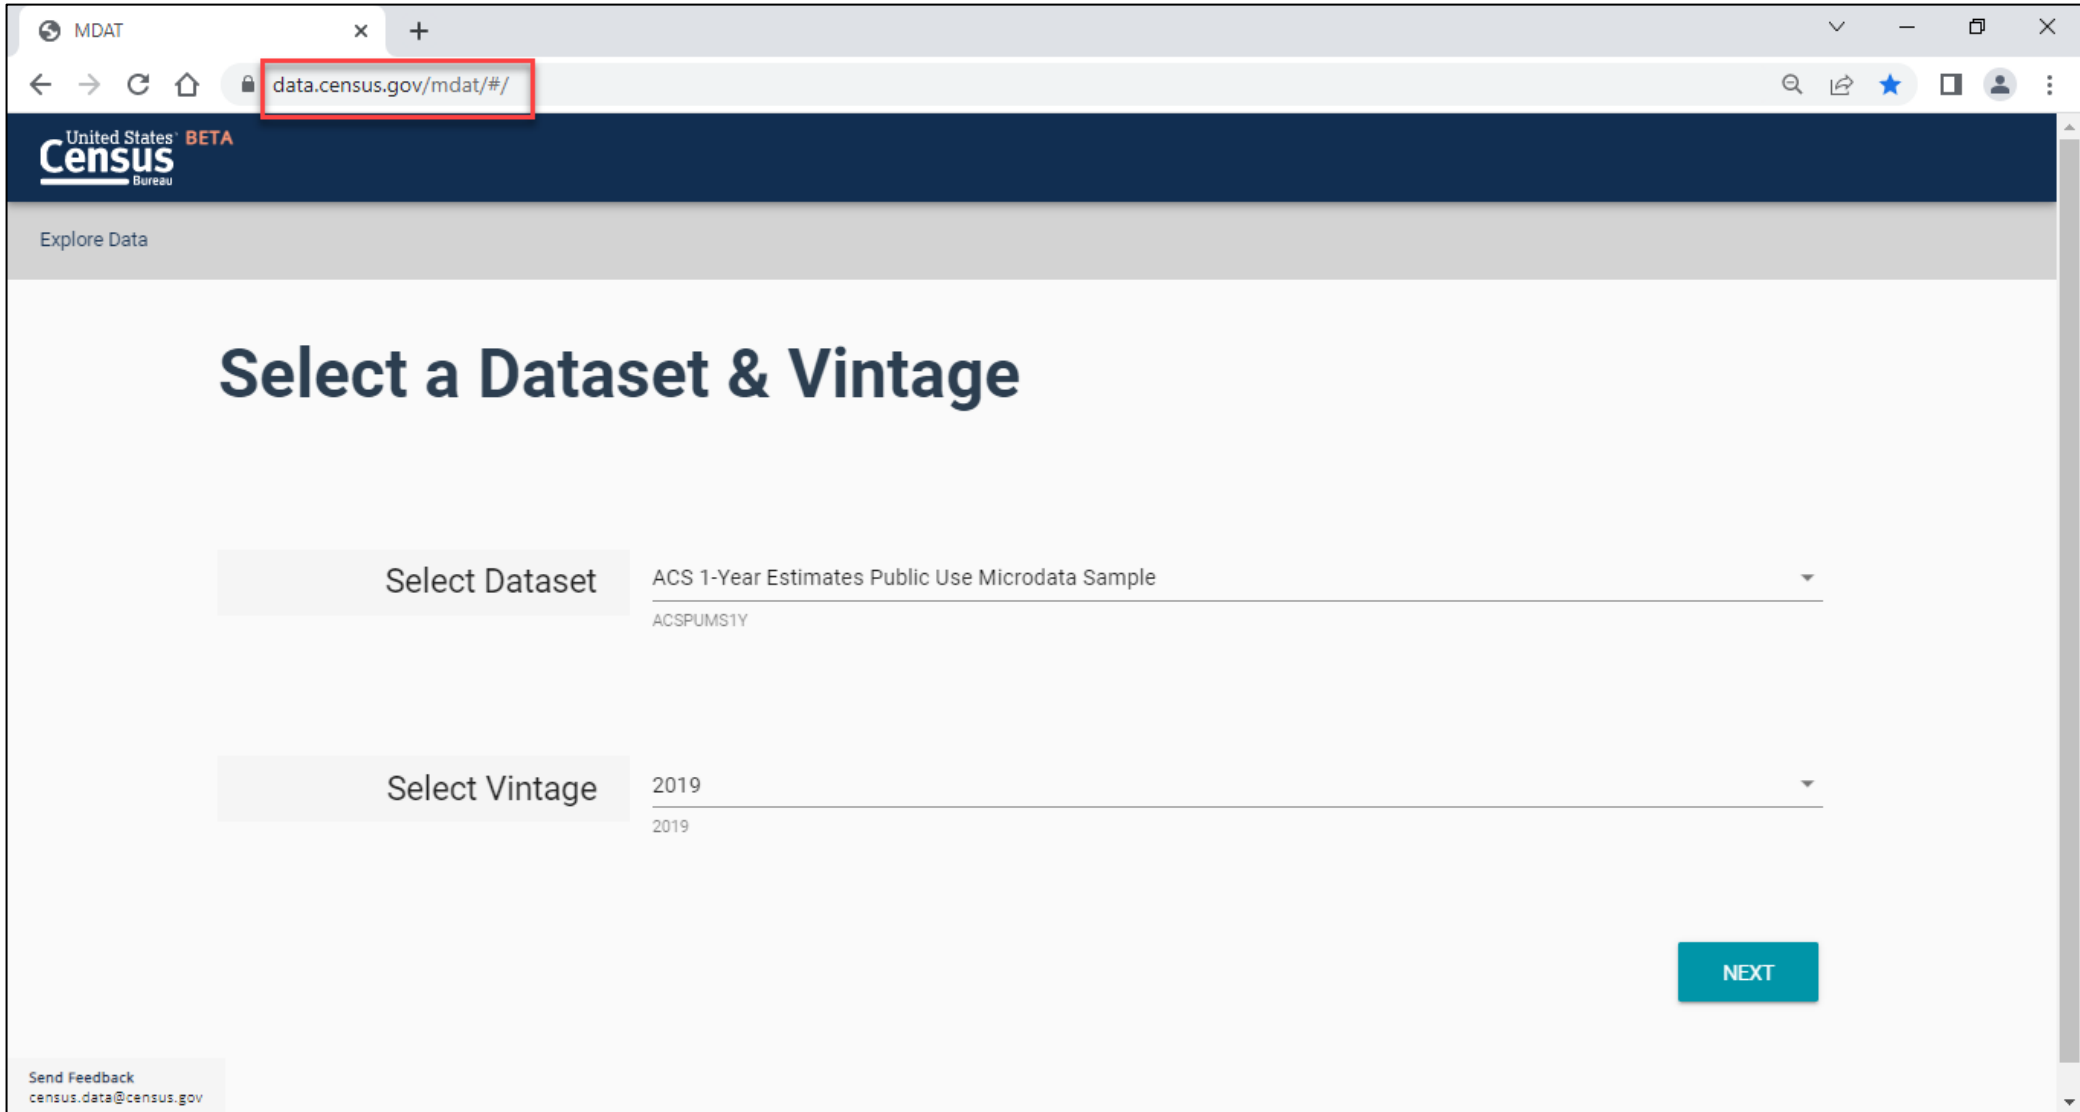 MDAT
data.census.gov/mdat/#/
United States® BETA
Census
Bureau
Explore Data
Select a Dataset & Vintage
Select Dataset
ACS 1-Year Estimates Public Use Microdata Sample
ACSPUMS1Y
Select Vintage
2019
2019
NEXT
Send Feedback
census.data@census.gov